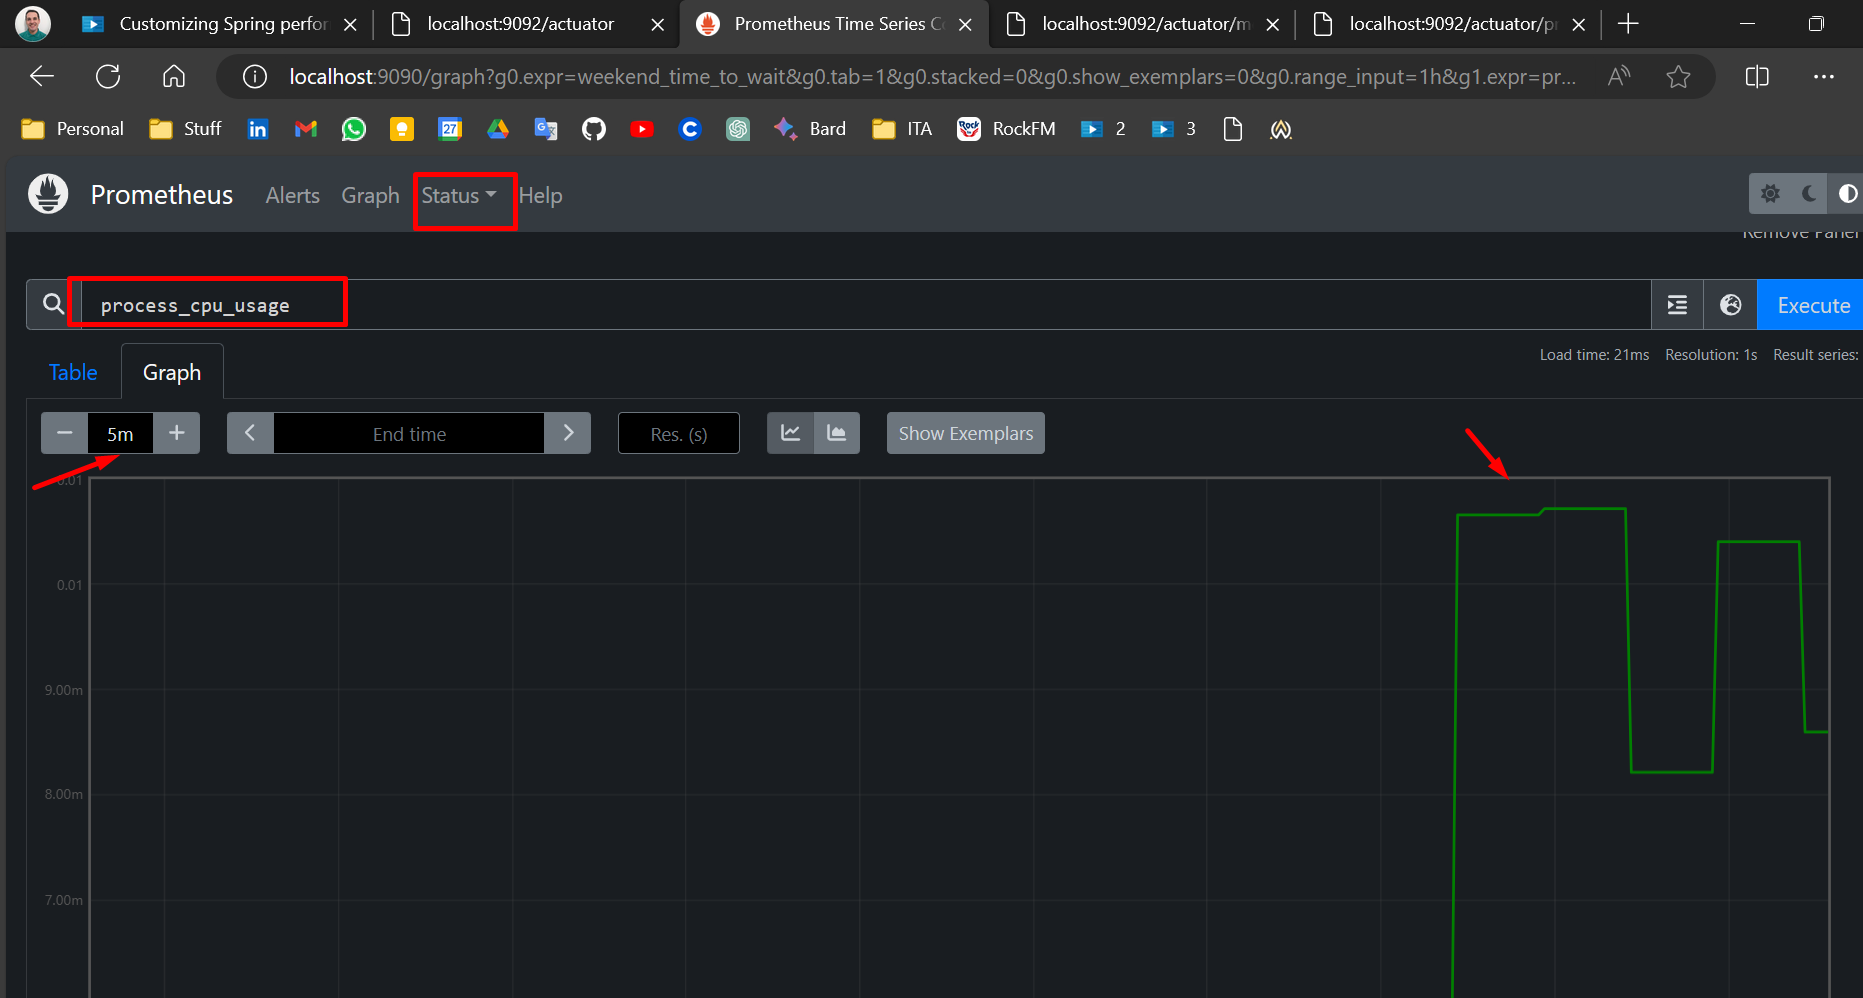 Customizing Spring perfor
localhost:9092/actuator
Prometheus Time Series Co
localhost:9092/actuator/m
localhost:9092/actuator/p
localhost:9090/graph?g0.expr=weekend_time_to_wait&g0.tab=1&g0.stacked=0&g0.show_exemplars=0&g0.range_input=1h&g1.expr=pr...
Personal Stuff Bard ITA RockFM 2 3
Prometheus Alerts Graph Status Help
Remove Panel
process_cpu_usage
Execute
Load time: 21ms Resolution: 1s Result series:
Table Graph
5m End time Res. (s) Show Exemplars
0.01
0.01
9.00m
8.00m
7.00m